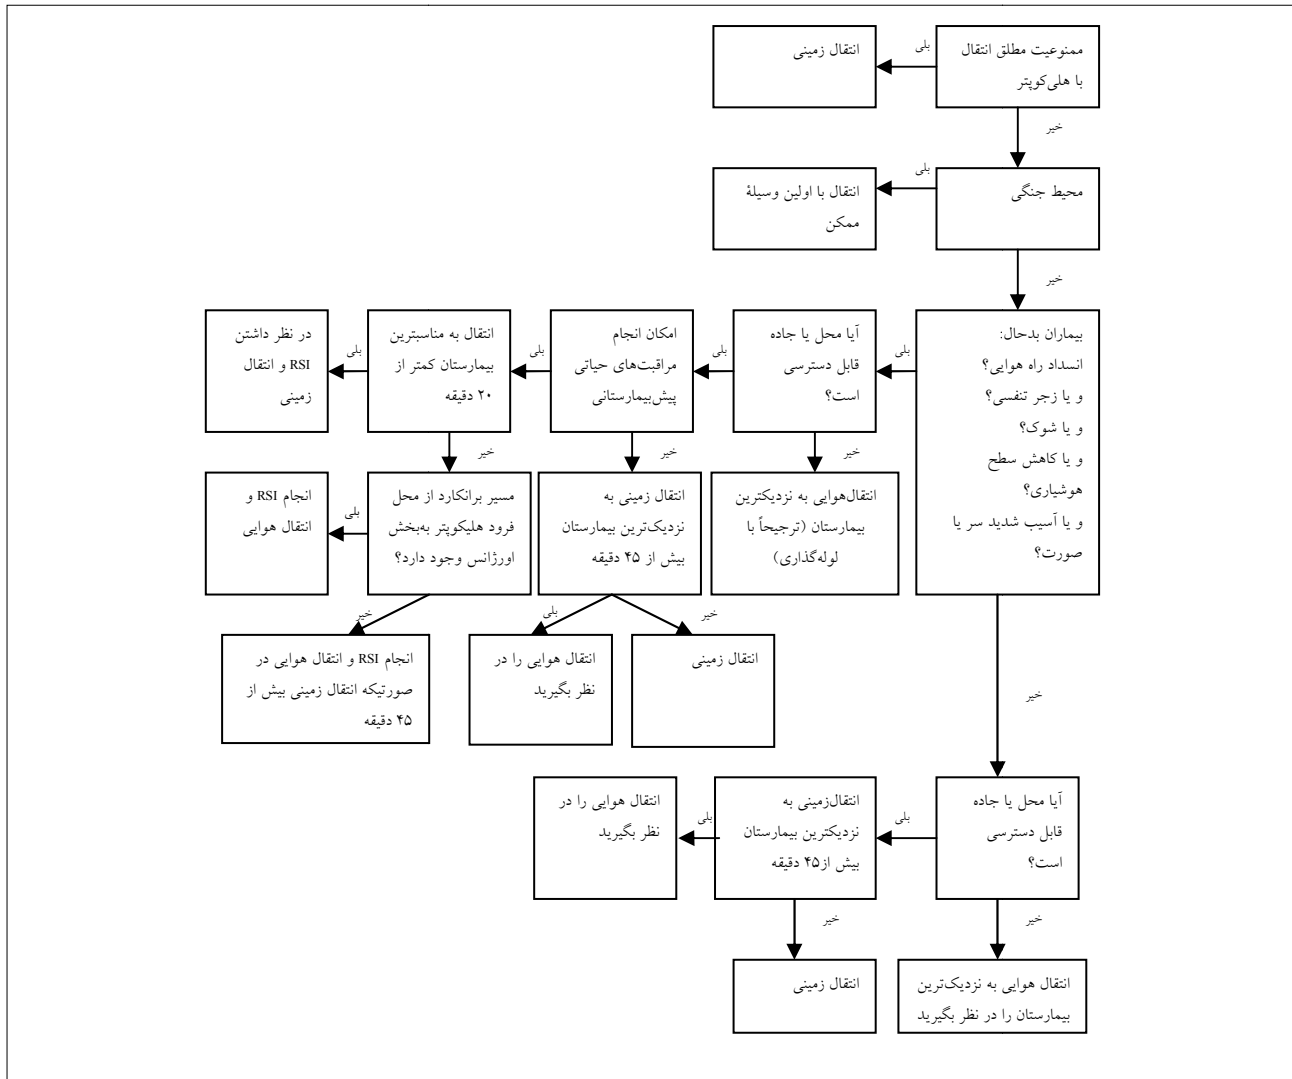 ممنوعیت مطلق انتقال
با هلی‌کوپتر
بلی
انتقال زمینی
خیر
محیط جنگی
بلی
انتقال با اولین وسیلهٔ
ممکن
خیر
بیماران بدحال:
انسداد راه هوایی؟
و یا زجر تنفسی؟
و یا شوک؟
و یا کاهش سطح
هوشیاری؟
و یا آسیب شدید سر یا
صورت؟
بلی
آیا محل یا جاده
قابل دسترسی
است؟
بلی
امکان انجام
مراقبت‌های حیاتی
پیش‌بیمارستانی
بلی
انتقال به مناسبترین
بیمارستان کمتر از
۲۰ دقیقه
بلی
در نظر داشتن
RSI و انتقال
زمینی
خیر
خیر
خیر
انتقال‌هوایی به نزدیکترین
بیمارستان (ترجیحاً با
لوله‌گذاری)
انتقال زمینی به
نزدیک‌ترین بیمارستان
بیش از ۴۵ دقیقه
مسیر برانکارد از محل
فرود هلیکوپتر به‌بخش
اورژانس وجود دارد؟
بلی
انجام RSI و
انتقال هوایی
خیر
بلی
خیر
انتقال زمینی
انتقال هوایی را در
نظر بگیرید
انجام RSI و انتقال هوایی در
صورتیکه انتقال زمینی بیش از
۴۵ دقیقه
خیر
آیا محل یا جاده
قابل دسترسی
است؟
بلی
انتقال‌زمینی به
نزدیکترین بیمارستان
بیش از۴۵ دقیقه
بلی
انتقال هوایی را در
نظر بگیرید
خیر
خیر
انتقال هوایی به نزدیک‌ترین
بیمارستان را در نظر بگیرید
انتقال زمینی